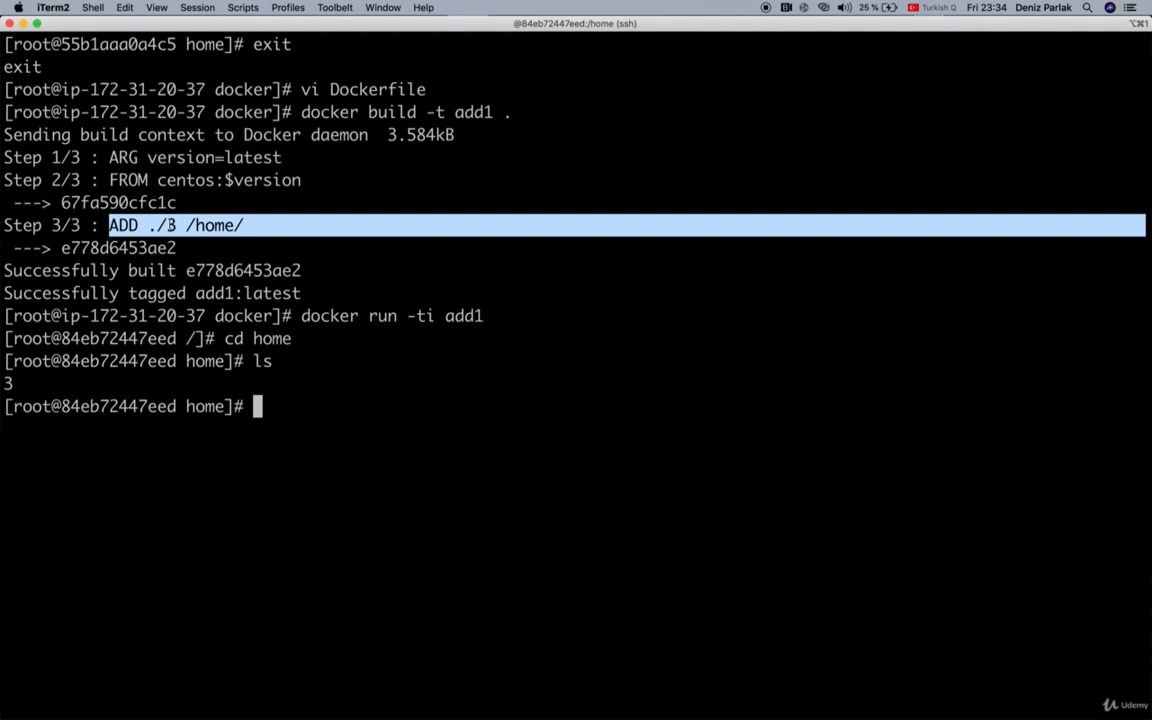 iTerm2 Shell Edit View Session Scripts Profiles Toolbelt Window Help 25 % Turkish Q Fri 23:34 Deniz Parlak
@84eb72447eed:/home (ssh)
⌥⌘1
[root@55b1aaa0a4c5 home]# exit
exit
[root@ip-172-31-20-37 docker]# vi Dockerfile
[root@ip-172-31-20-37 docker]# docker build -t add1 .
Sending build context to Docker daemon  3.584kB
Step 1/3 : ARG version=latest
Step 2/3 : FROM centos:$version
 ---> 67fa590cfc1c
Step 3/3 : ADD ./3 /home/
 ---> e778d6453ae2
Successfully built e778d6453ae2
Successfully tagged add1:latest
[root@ip-172-31-20-37 docker]# docker run -ti add1
[root@84eb72447eed /]# cd home
[root@84eb72447eed home]# ls
3
[root@84eb72447eed home]#
Udemy